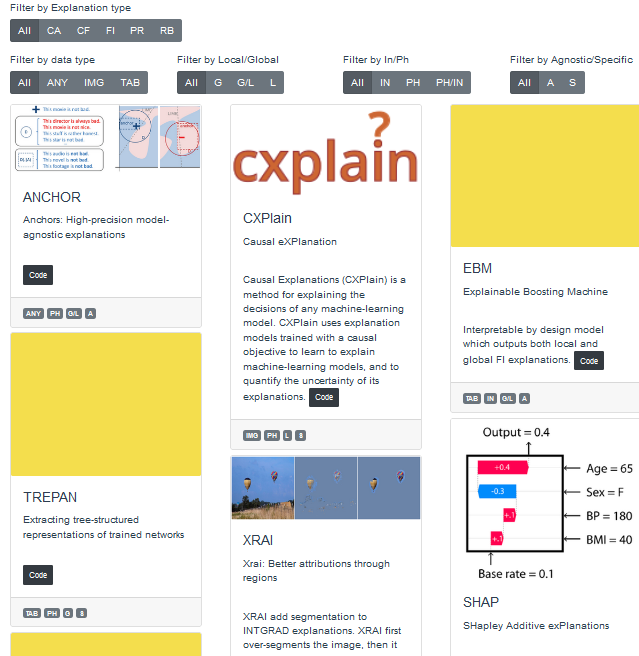 Filter by Explanation type
All CA CF FI PR RB
Filter by data type
All ANY IMG TAB
Filter by Local/Global
All G G/L L
Filter by In/Ph
All IN PH PH/IN
Filter by Agnostic/Specific
All A S
This movie is not bad.
This director is always bad.
This movie is not nice.
This stuff is rather honest.
This star is not bad.
This audio is not bad.
This novel is not bad.
This footage is not bad.
ANCHOR
Anchors: High-precision model-
agnostic explanations
Code
ANY PH G/L A
TREPAN
Extracting tree-structured
representations of trained networks
Code
TAB PH G S
cxplain
?
CXPlain
Causal eXPlanation
Causal Explanations (CXPlain) is a
method for explaining the
decisions of any machine-learning
model. CXPlain uses explanation
models trained with a causal
objective to learn to explain
machine-learning models, and to
quantify the uncertainty of its
explanations. Code
IMG PH L S
XRAI
Xrai: Better attributions through
regions
XRAI add segmentation to
INTGRAD explanations. XRAI first
over-segments the image, then it
EBM
Explainable Boosting Machine
Interpretable by design model
which outputs both local and
global FI explanations. Code
TAB IN G/L A
Output = 0.4
+0.4 Age = 65
-0.3 Sex = F
+.1 BP = 180
+.1 BMI = 40
Base rate = 0.1
SHAP
SHapley Additive exPlanations